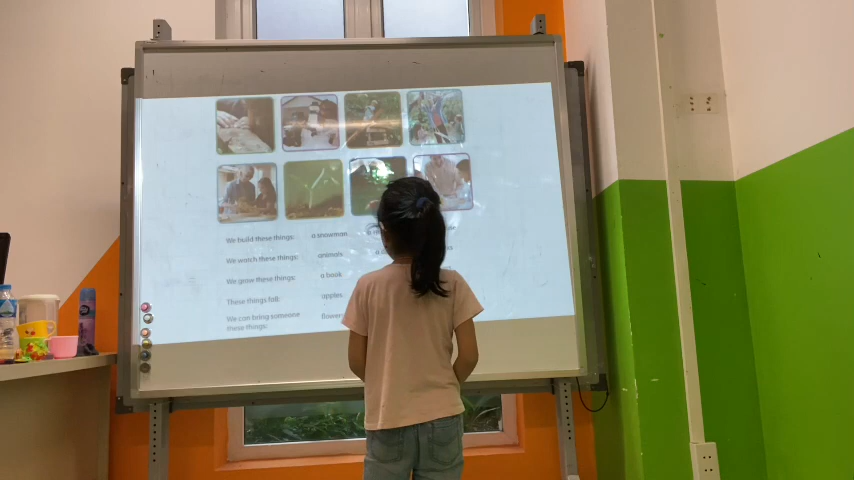 We build these things: a snowman
We watch these things: animals
We grow these things: a book
These things fall: apples
We can bring someone
these things: flowers